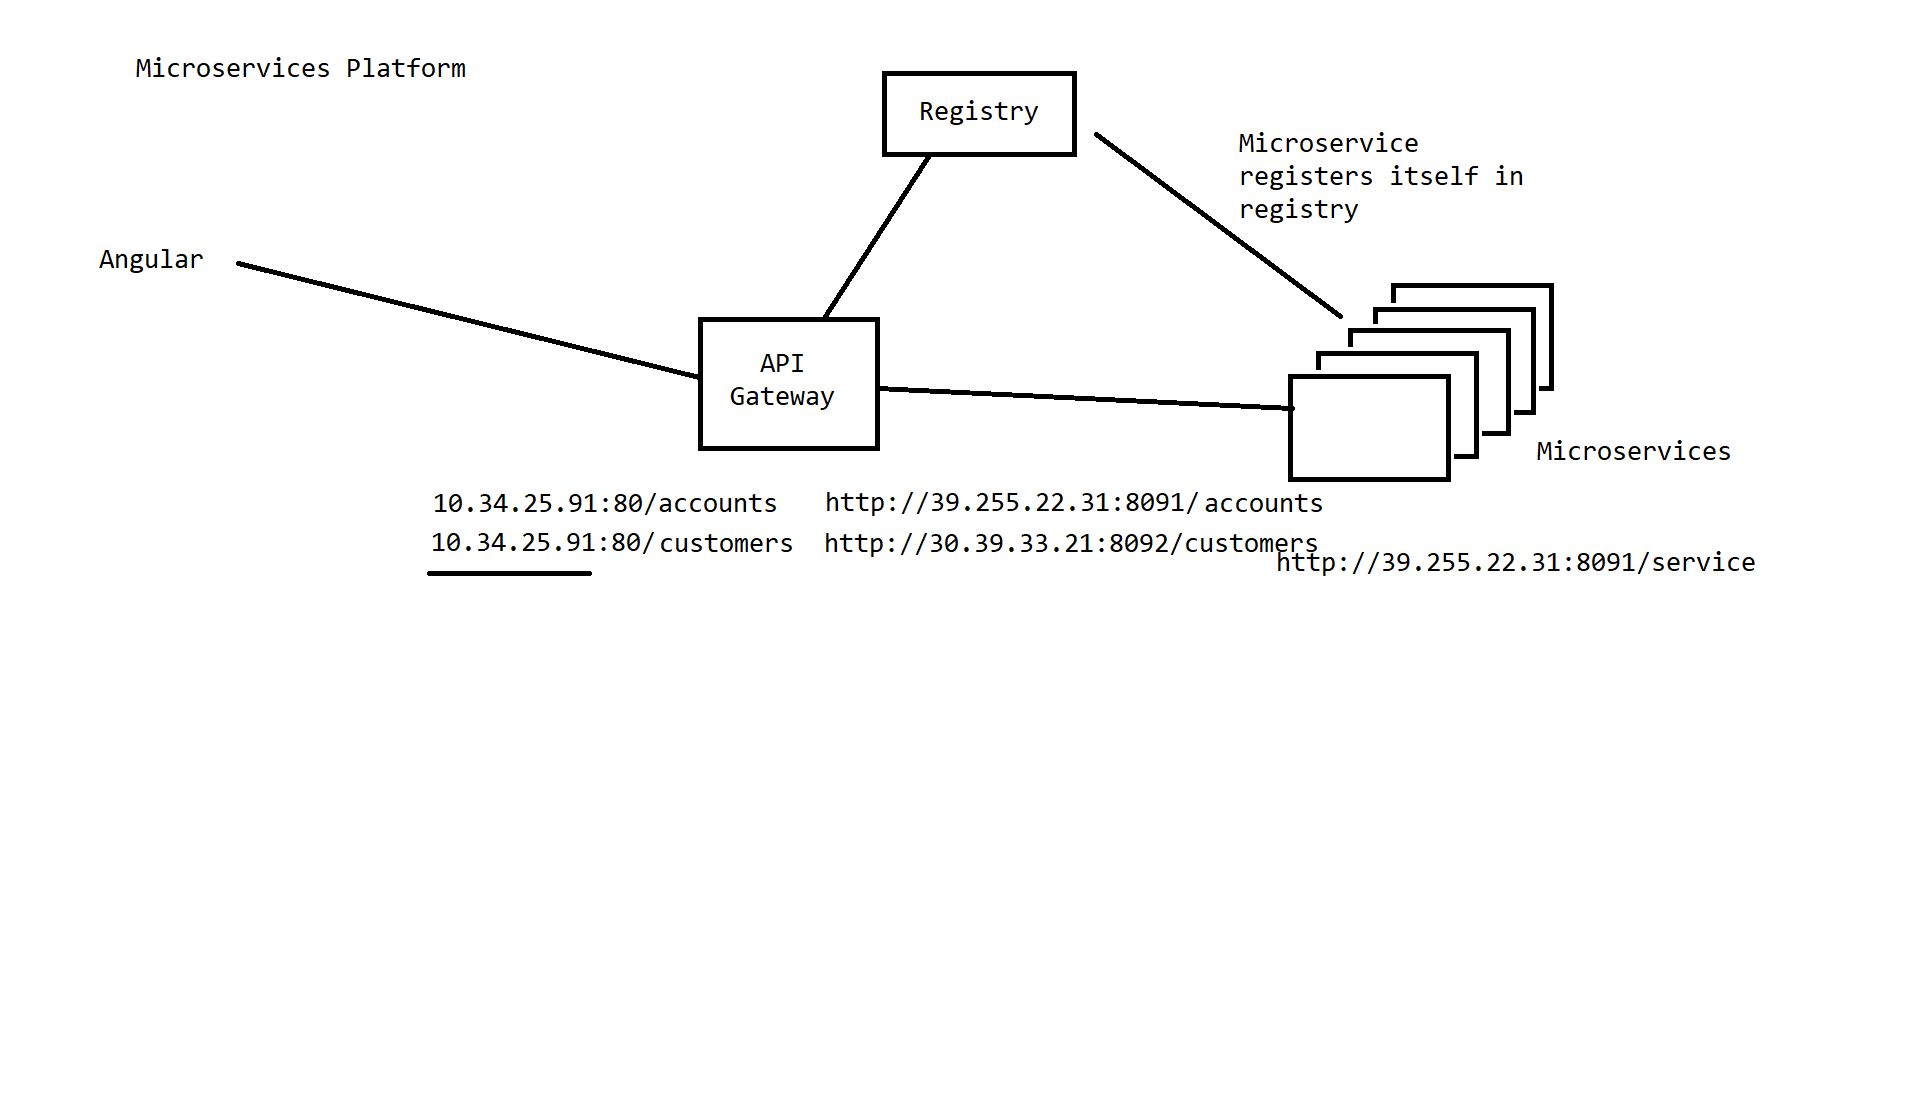 Microservices Platform
Registry
Microservice
registers itself in
registry
Angular
API
Gateway
Microservices
10.34.25.91:80/accounts http://39.255.22.31:8091/accounts
10.34.25.91:80/customers http://30.39.33.21:8092/customers
http://39.255.22.31:8091/service